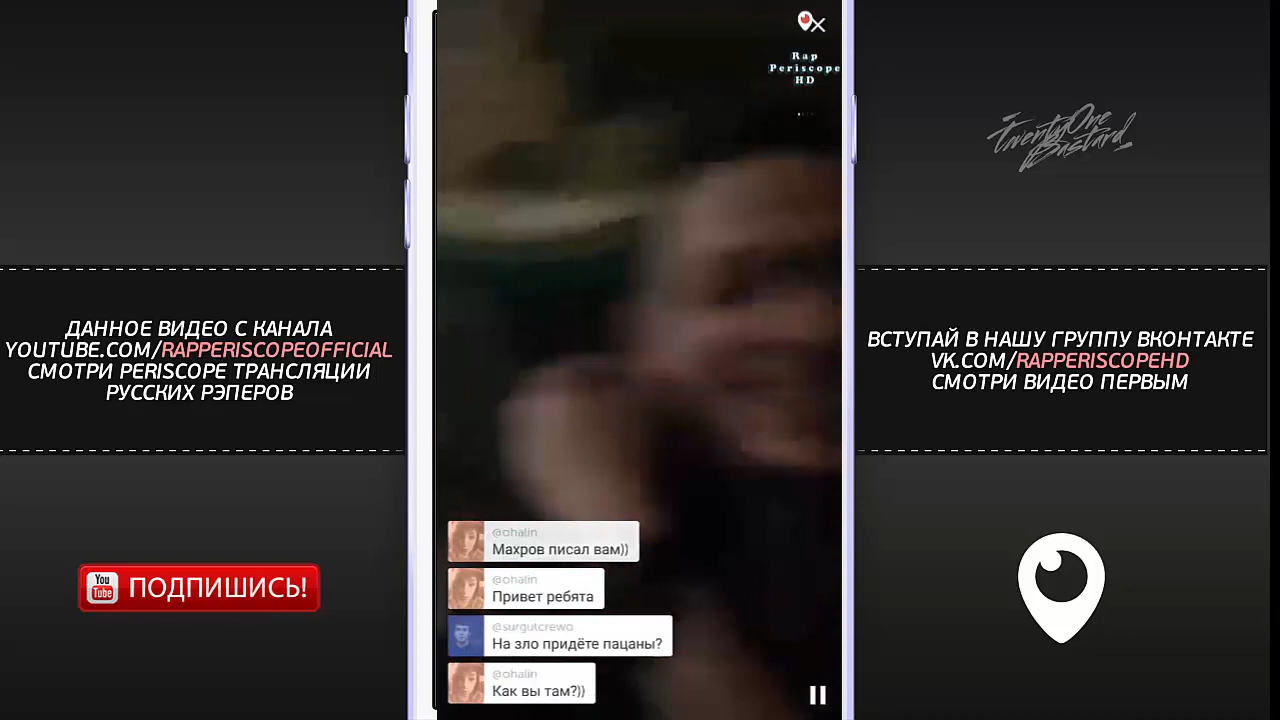 Rap
Periscope
HD
TwentyOne
Bastard
ДАННОЕ ВИДЕО С КАНАЛА
YOUTUBE.COM/RAPPERISCOPEOFFICIAL
СМОТРИ PERISCOPE ТРАНСЛЯЦИИ
РУССКИХ РЭПЕРОВ
ВСТУПАЙ В НАШУ ГРУППУ ВКОНТАКТЕ
VK.COM/RAPPERISCOPEHD
СМОТРИ ВИДЕО ПЕРВЫМ
@ohalin
Махров писал вам))
@ohalin
Привет ребята
@surgutcrewo
На зло придёте пацаны?
@ohalin
Как вы там?))
You
Tube
ПОДПИШИСЬ!